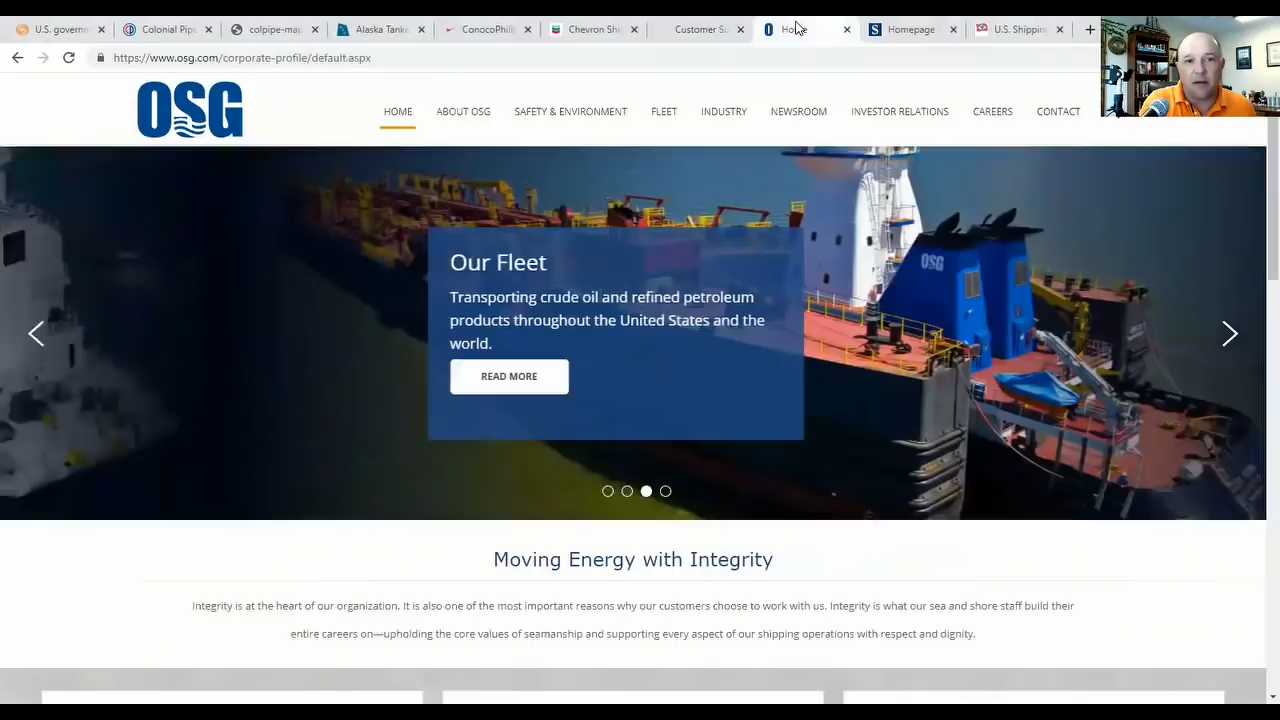 U.S. governm
Colonial Pipe
colpipe-map
Alaska Tanke
ConocoPhilli
Chevron Ship
Customer Su
Home
Homepage
U.S. Shipping
https://www.osg.com/corporate-profile/default.aspx
OSG
HOME
ABOUT OSG
SAFETY & ENVIRONMENT
FLEET
INDUSTRY
NEWSROOM
INVESTOR RELATIONS
CAREERS
CONTACT
OSG
Our Fleet
Transporting crude oil and refined petroleum
products throughout the United States and the
world.
READ MORE
Moving Energy with Integrity
Integrity is at the heart of our organization. It is also one of the most important reasons why our customers choose to work with us. Integrity is what our sea and shore staff build their
entire careers on—upholding the core values of seamanship and supporting every aspect of our shipping operations with respect and dignity.